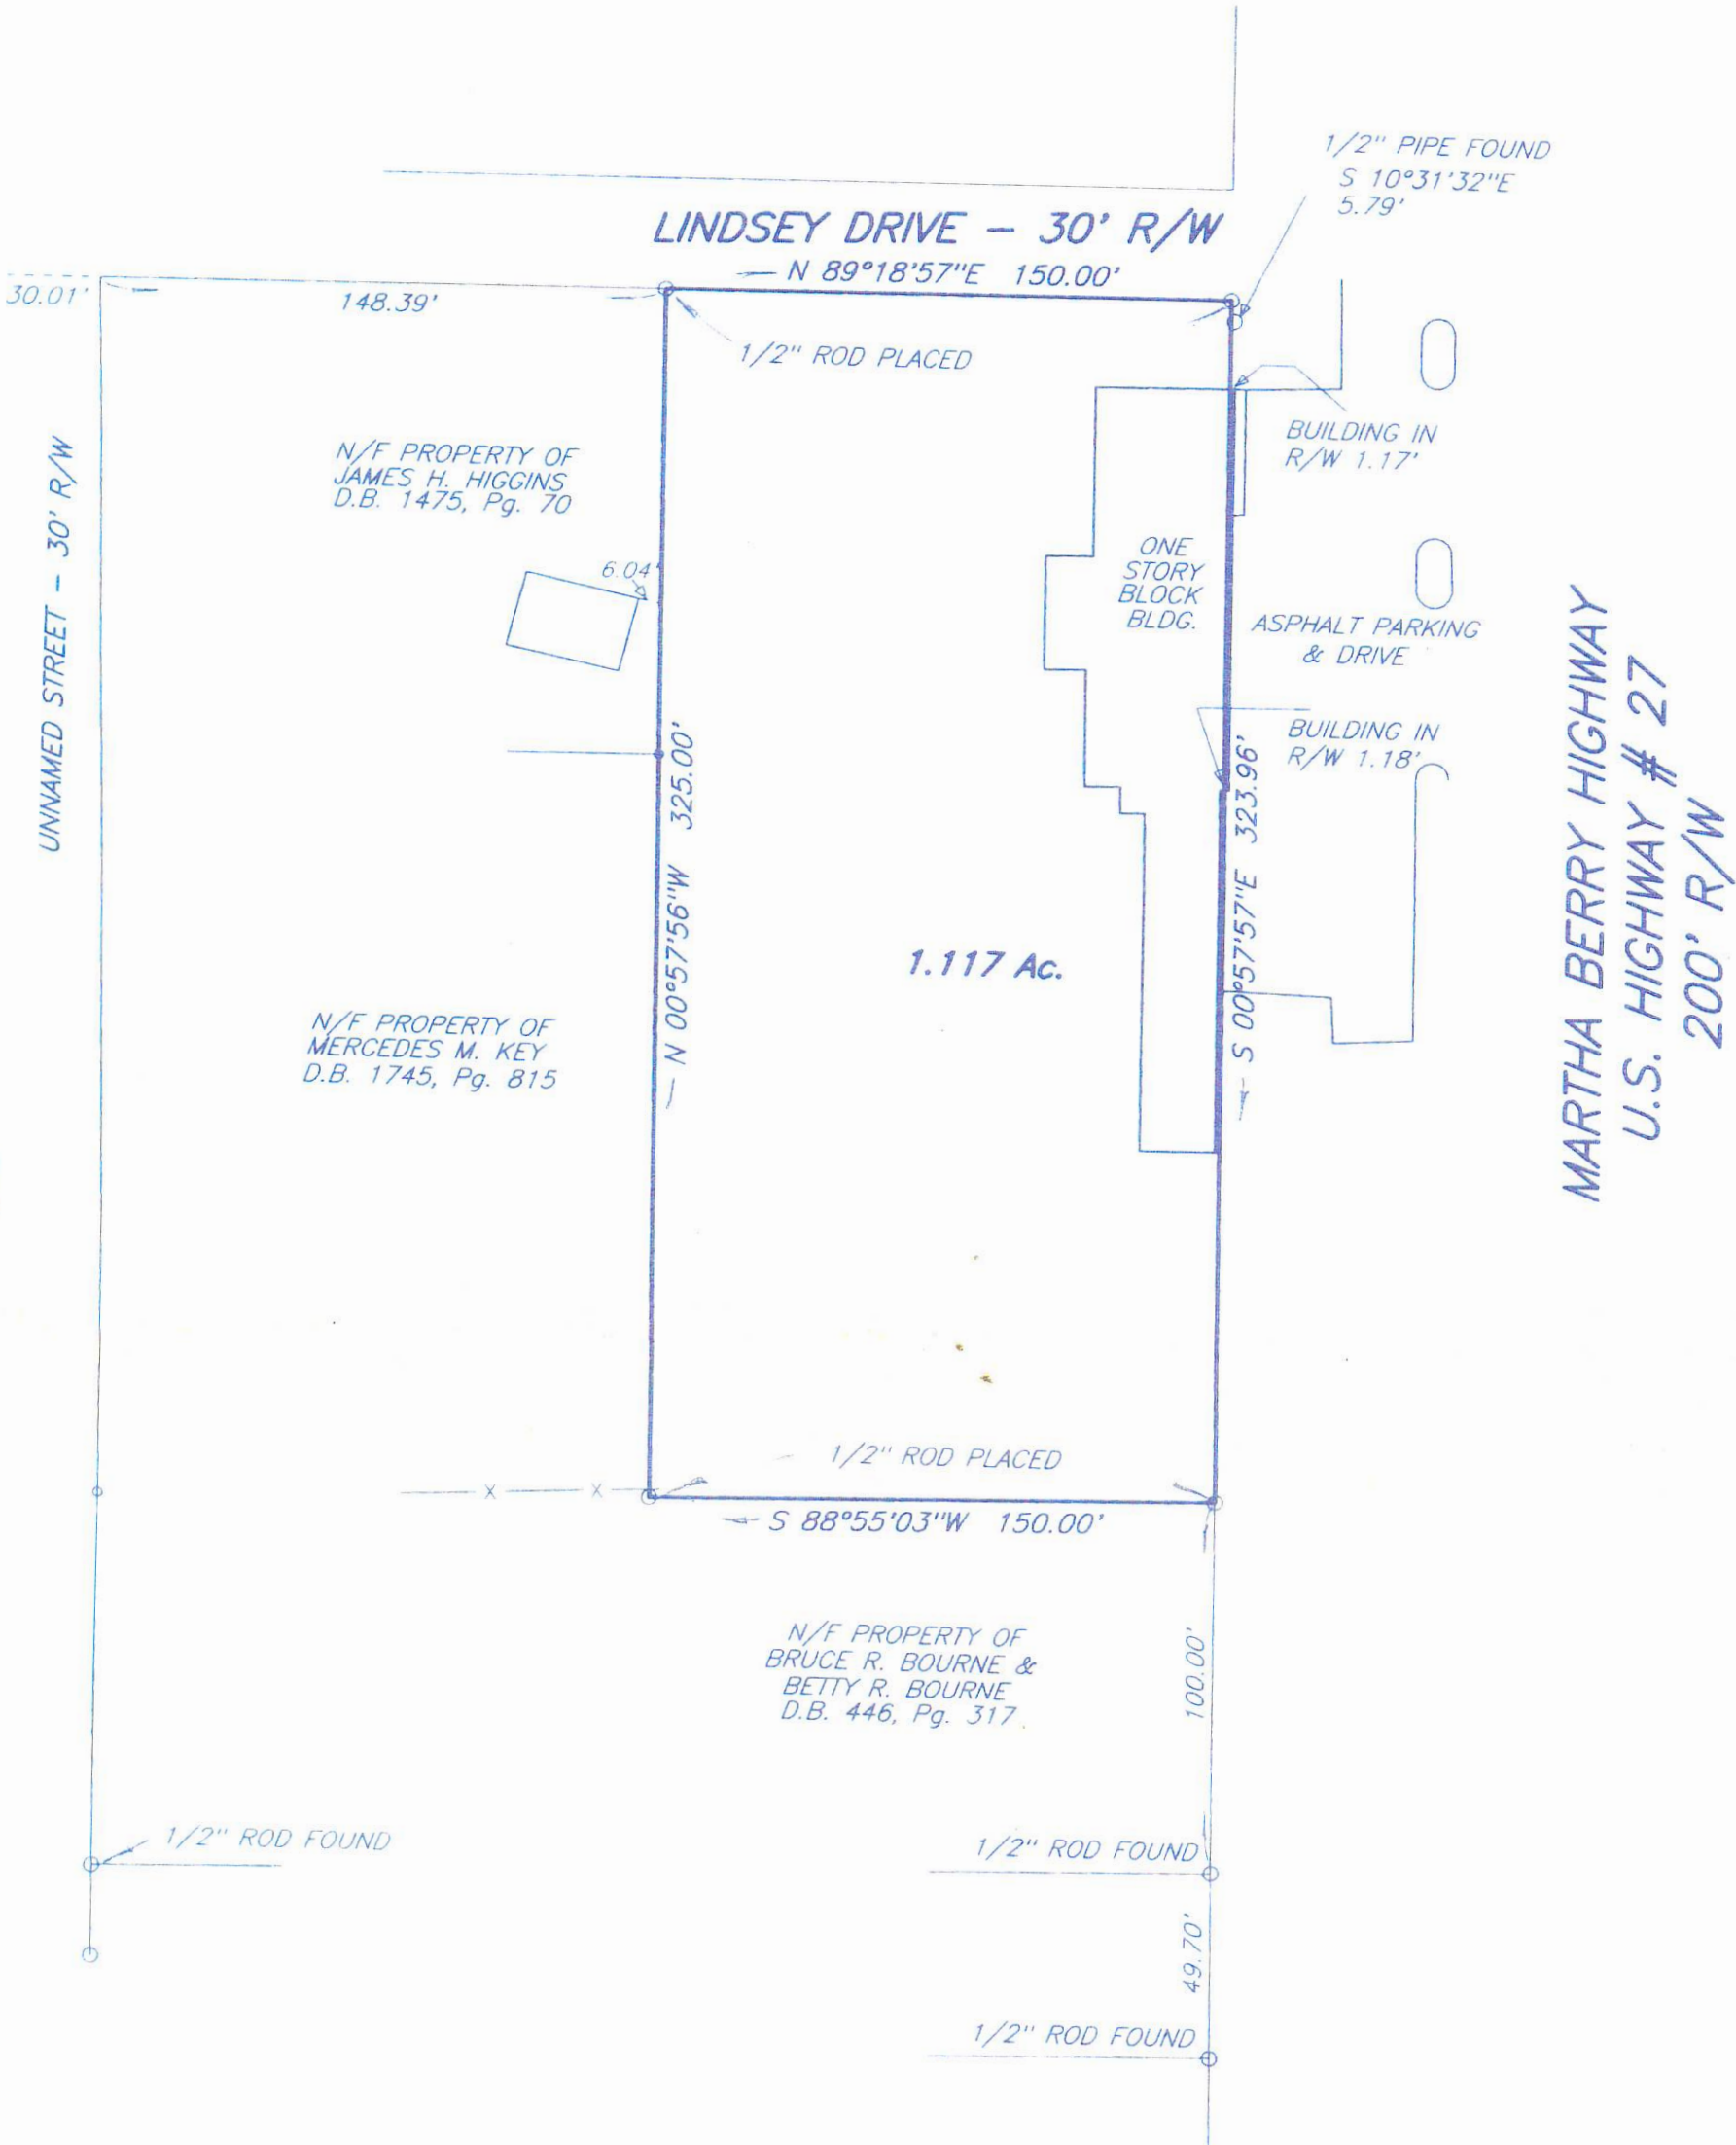 1/2" PIPE FOUND
S 10°31'32"E
5.79'
LINDSEY DRIVE - 30' R/W
N 89°18'57"E 150.00'
30.01'
148.39'
1/2" ROD PLACED
BUILDING IN
R/W 1.17'
N/F PROPERTY OF
JAMES H. HIGGINS
D.B. 1475, Pg. 70
UNNAMED STREET - 30' R/W
6.04'
ONE
STORY
BLOCK
BLDG.
ASPHALT PARKING
& DRIVE
BUILDING IN
R/W 1.18'
MARTHA BERRY HIGHWAY
U.S. HIGHWAY # 27
200' R/W
N 00°57'56"W 325.00'
S 00°57'57"E 323.96'
1.117 Ac.
N/F PROPERTY OF
MERCEDES M. KEY
D.B. 1745, Pg. 815
X X
1/2" ROD PLACED
S 88°55'03"W 150.00'
N/F PROPERTY OF
BRUCE R. BOURNE &
BETTY R. BOURNE
D.B. 446, Pg. 317
100.00'
1/2" ROD FOUND
1/2" ROD FOUND
49.70'
1/2" ROD FOUND